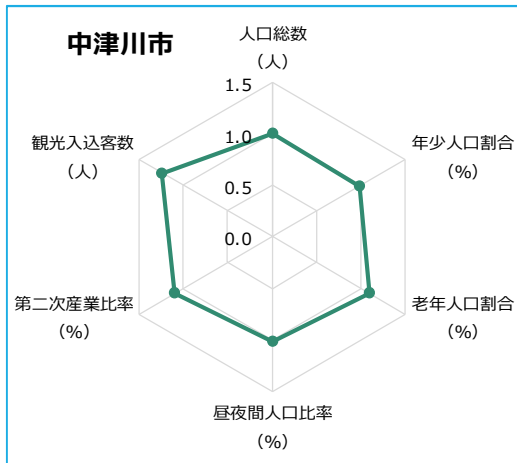 中津川市
人口総数
（人）
1.5
1.0
0.5
0.0
観光入込客数
（人）
年少人口割合
（%）
第二次産業比率
（%）
老年人口割合
（%）
昼夜間人口比率
（%）